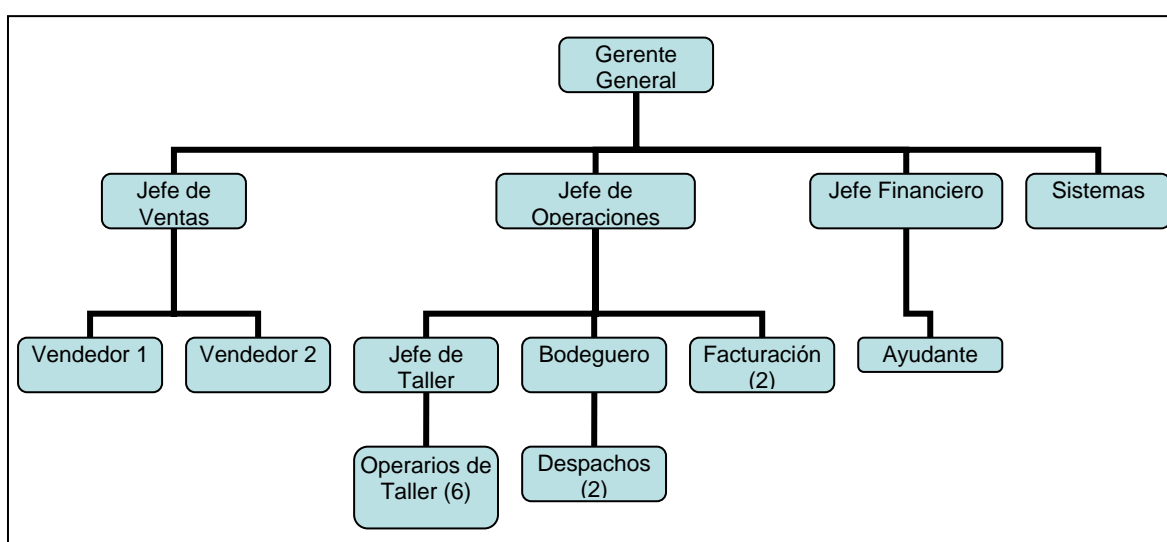 Gerente
General
Jefe de
Ventas
Jefe de
Operaciones
Jefe Financiero
Sistemas
Vendedor 1
Vendedor 2
Jefe de
Taller
Bodeguero
Facturación
(2)
Ayudante
Operarios de
Taller (6)
Despachos
(2)